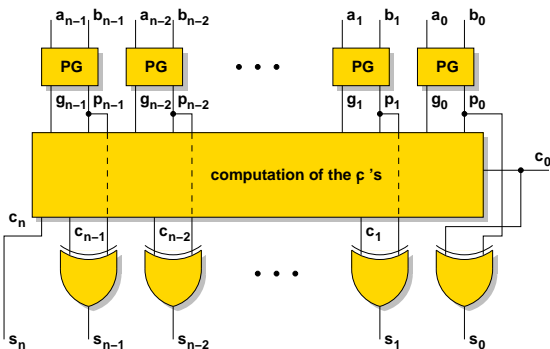 a_{n–1} b_{n–1} a_{n–2} b_{n–2} a_1 b_1 a_0 b_0
PG PG • • • PG PG
g_{n–1} p_{n–1} g_{n–2} p_{n–2} g_1 p_1 g_0 p_0
computation of the c_i 's c_0
c_n
c_{n–1} c_{n–2} c_1
• • •
s_n s_{n–1} s_{n–2} s_1 s_0